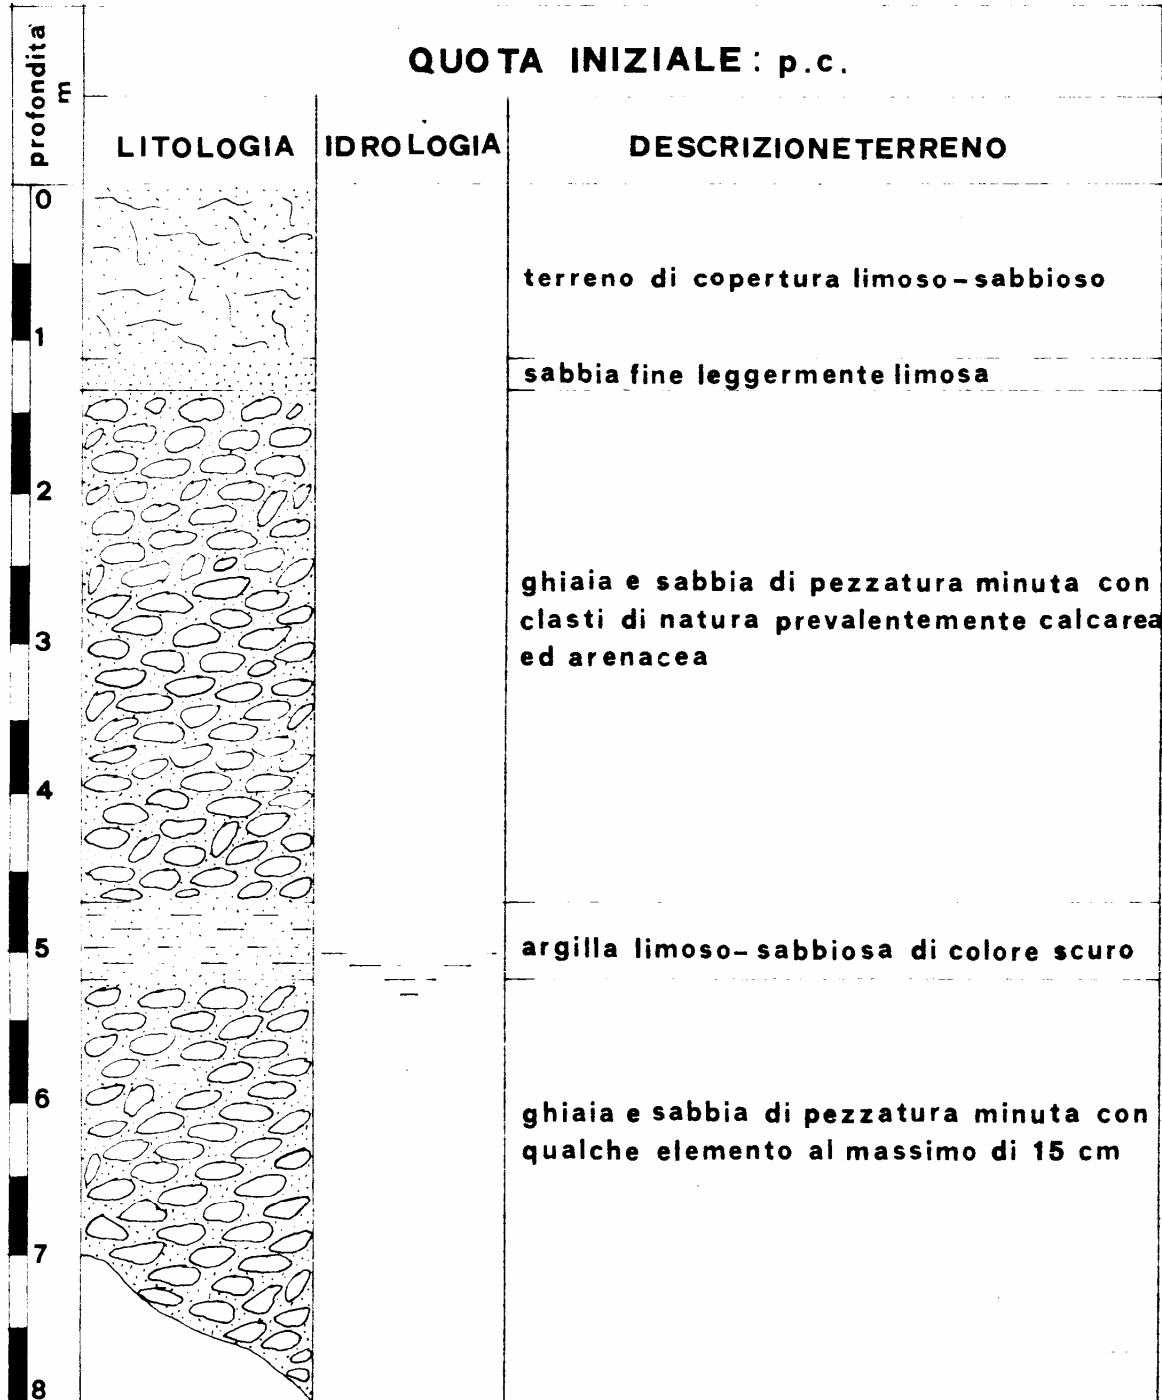 profondità
m
QUOTA INIZIALE: p.c.
LITOLOGIA
IDROLOGIA
DESCRIZIONE TERRENO
0
terreno di copertura limoso-sabbioso
1
sabbia fine leggermente limosa
2
ghiaia e sabbia di pezzatura minuta con
clasti di natura prevalentemente calcarea
3
ed arenacea
4
5
argilla limoso-sabbiosa di colore scuro
6
ghiaia e sabbia di pezzatura minuta con
qualche elemento al massimo di 15 cm
7
8